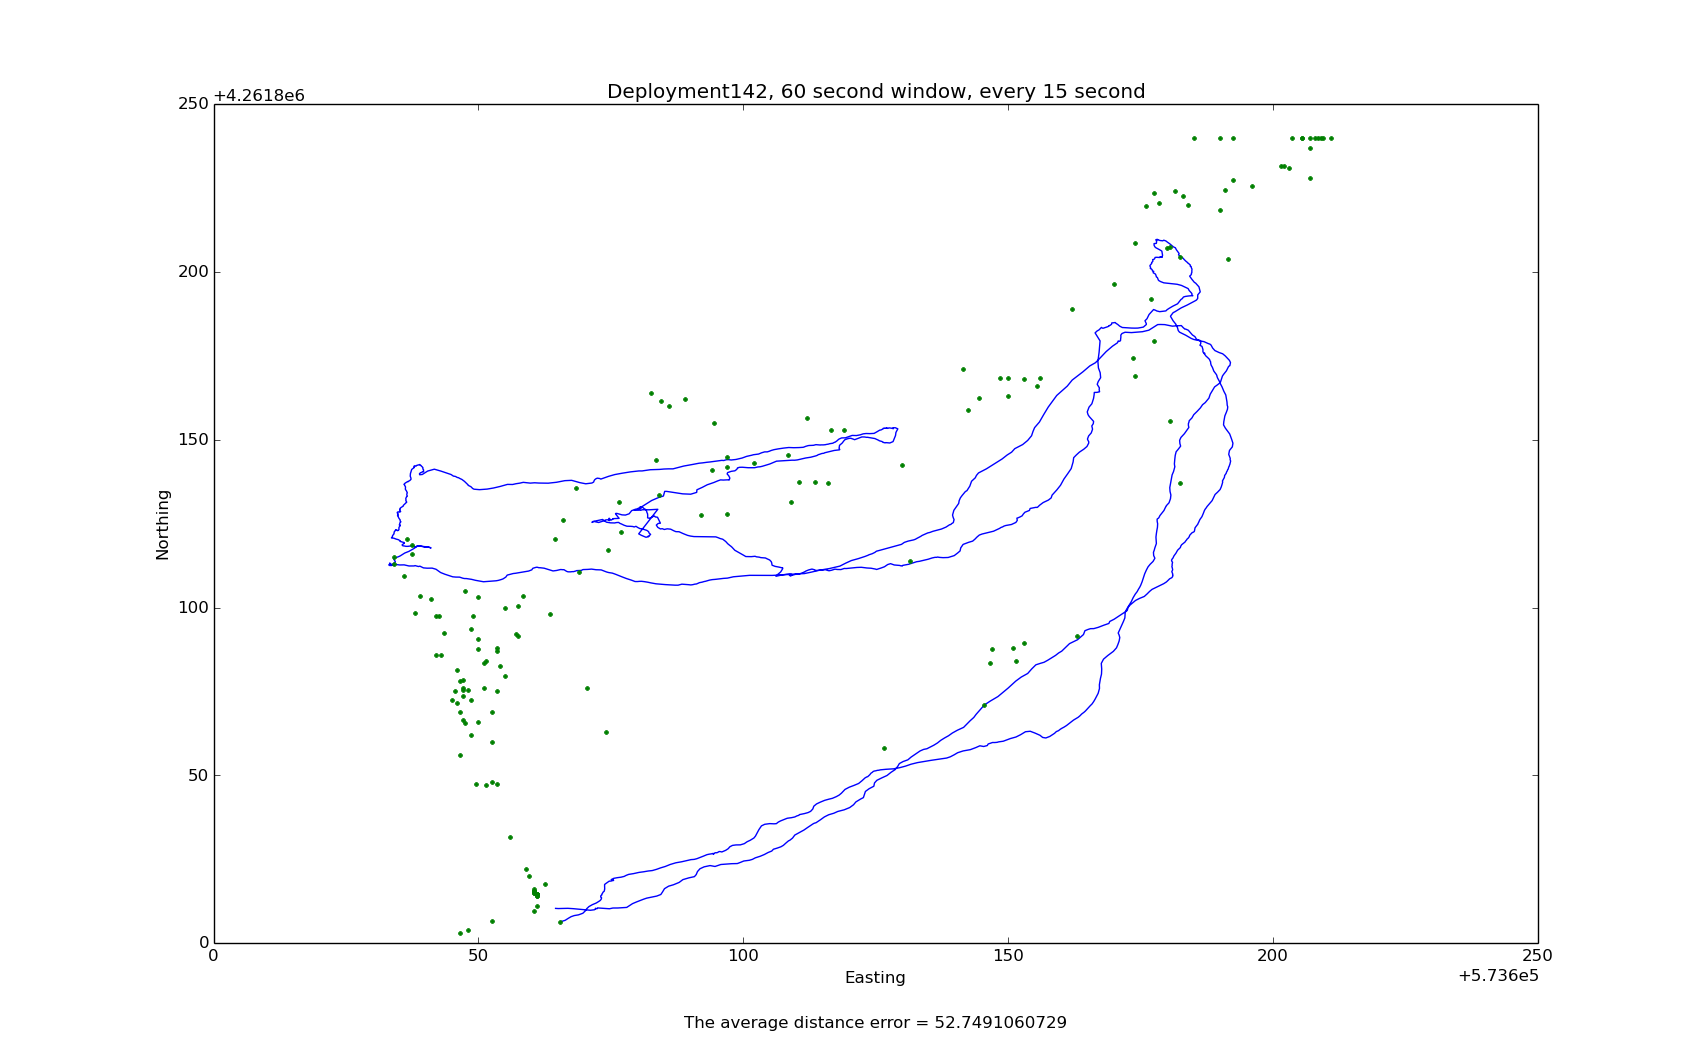 Deployment142, 60 second window, every 15 second
+4.2618e6
250
200
150
100
50
0
Northing
0 50 100 150 200 250
Easting
+5.736e5
The average distance error = 52.7491060729